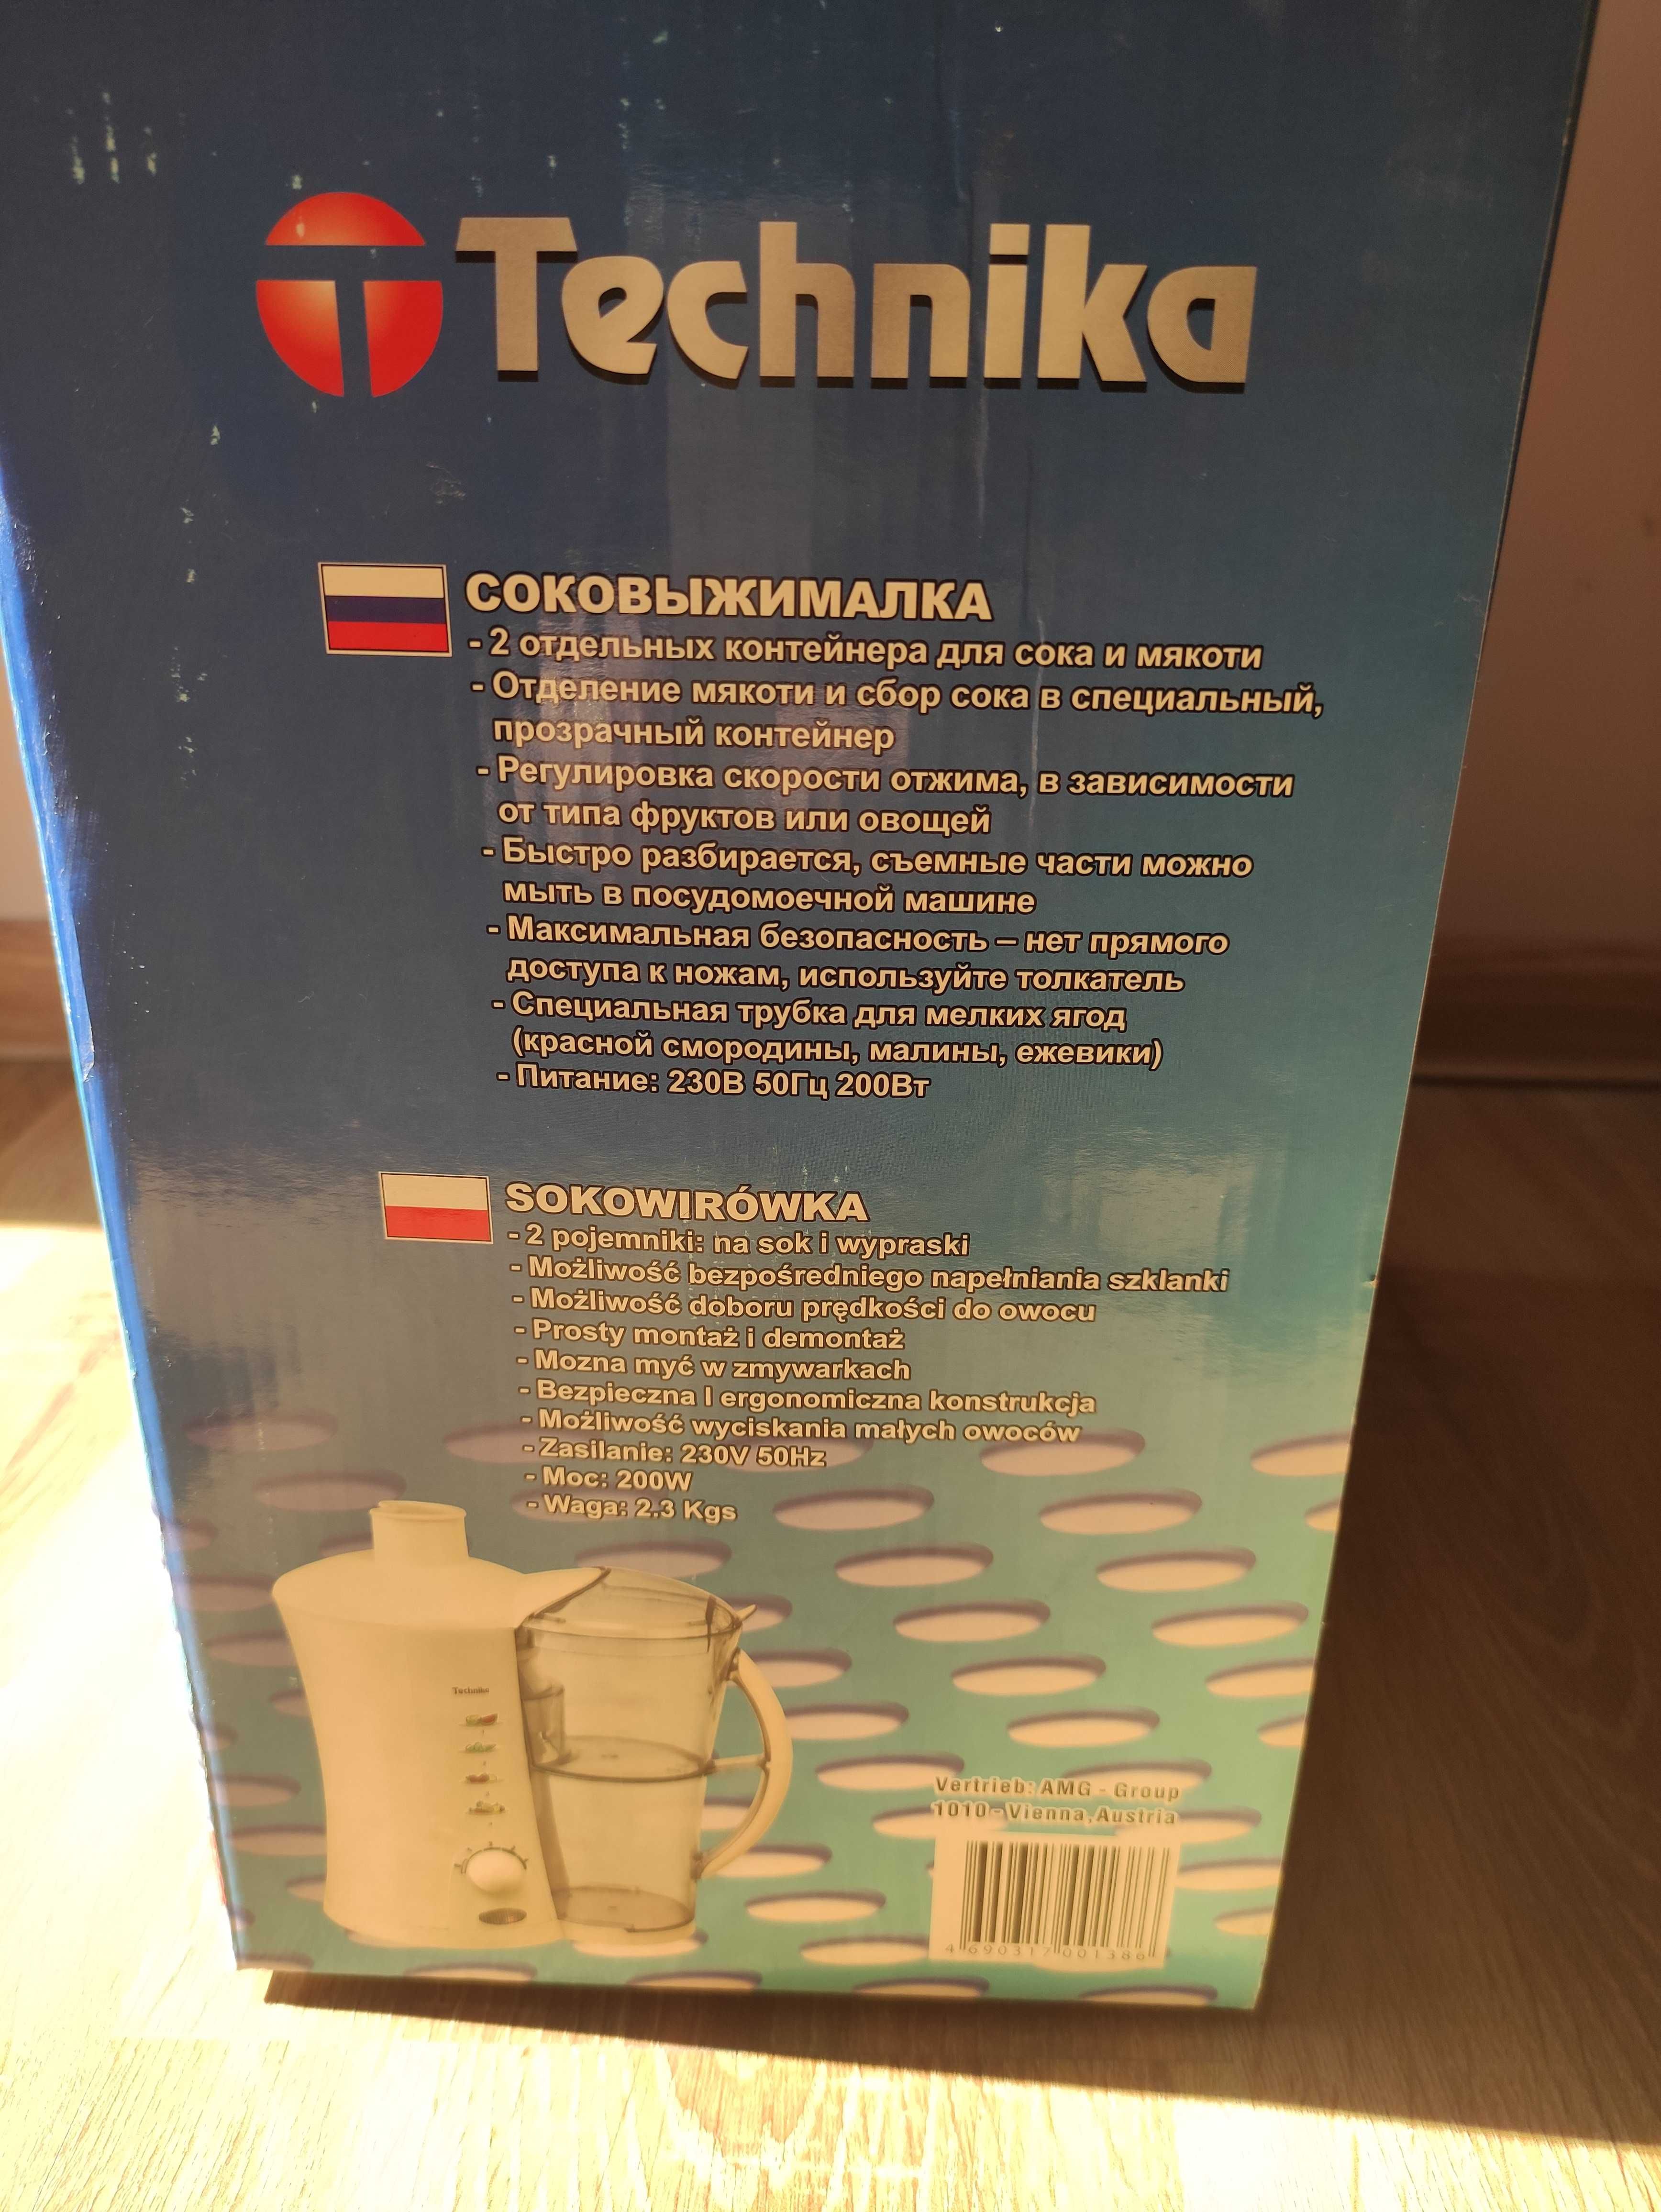 Technika
СОКОВЫЖИМАЛКА
- 2 отдельных контейнера для сока и мякоти
- Отделение мякоти и сбор сока в специальный,
прозрачный контейнер
- Регулировка скорости отжима, в зависимости
от типа фруктов или овощей
- Быстро разбирается, съемные части можно
мыть в посудомоечной машине
- Максимальная безопасность – нет прямого
доступа к ножам, используйте толкатель
- Специальная трубка для мелких ягод
(красной смородины, малины, ежевики)
- Питание: 230В 50Гц 200Вт
SOKOWIRÓWKA
- 2 pojemniki: na sok i wypraski
- Możliwość bezpośredniego napełniania szklanki
- Możliwość doboru prędkości do owocu
- Prosty montaż i demontaż
- Mozna myć w zmywarkach
- Bezpieczna I ergonomiczna konstrukcja
- Możliwość wyciskania małych owoców
- Zasilanie: 230V 50Hz
- Moc: 200W
- Waga: 2.3 Kgs
Technika
Vertrieb: AMG - Group
1010 - Vienna, Austria
4 690317 001386